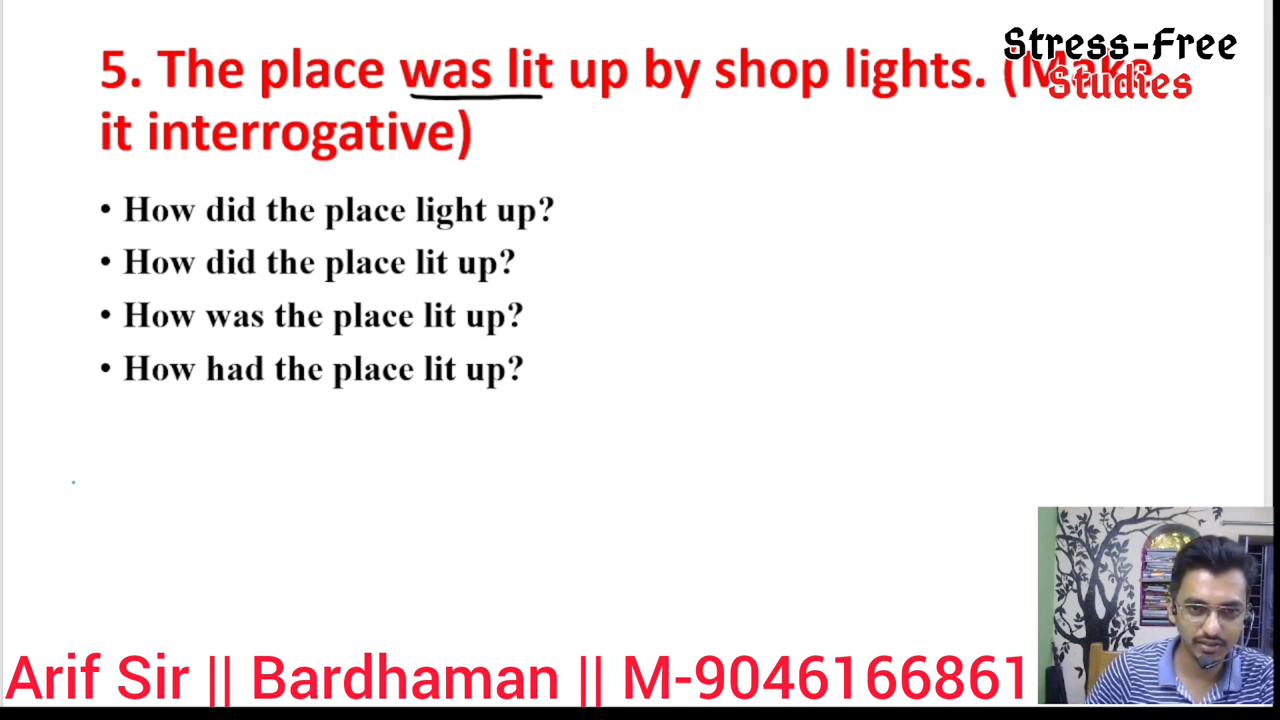 5. The place was lit up by shop lights. (Make
it interrogative)
Stress-Free
Studies
• How did the place light up?
• How did the place lit up?
• How was the place lit up?
• How had the place lit up?
Arif Sir || Bardhaman || M-9046166861